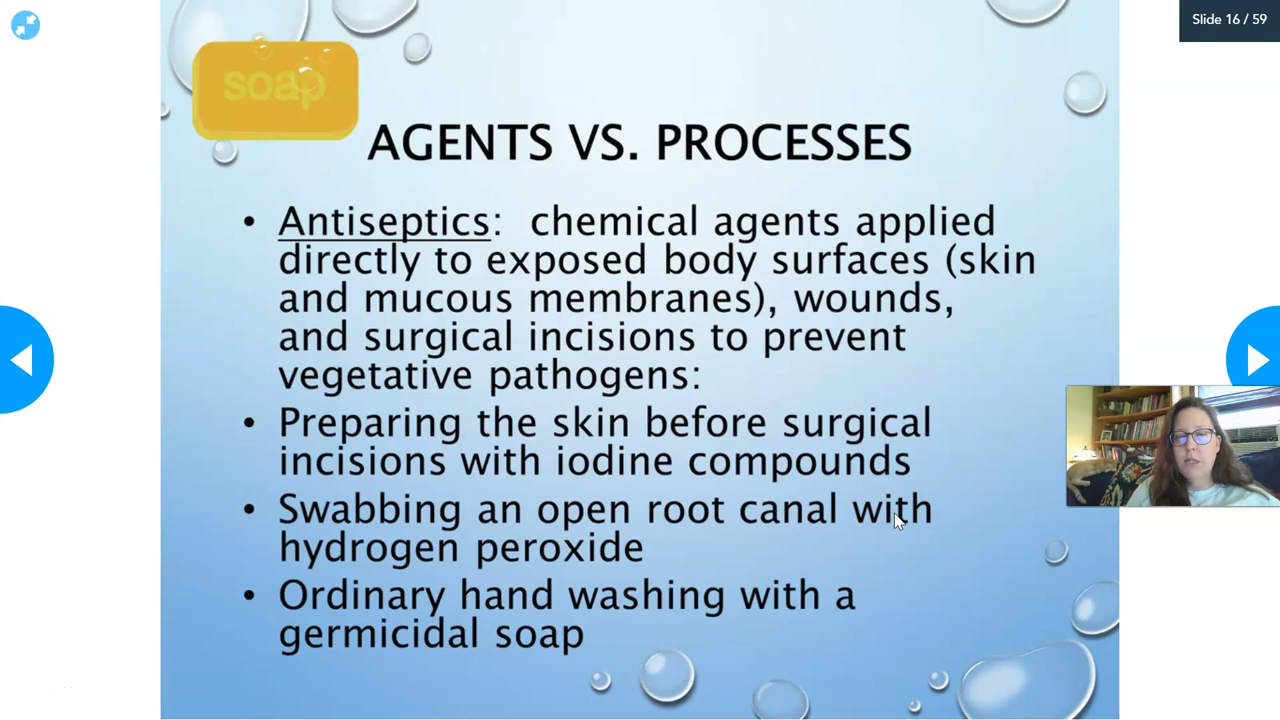 Slide 16 / 59
soap
AGENTS VS. PROCESSES
• Antiseptics:  chemical agents applied
directly to exposed body surfaces (skin
and mucous membranes), wounds,
and surgical incisions to prevent
vegetative pathogens:
• Preparing the skin before surgical
incisions with iodine compounds
• Swabbing an open root canal with
hydrogen peroxide
• Ordinary hand washing with a
germicidal soap